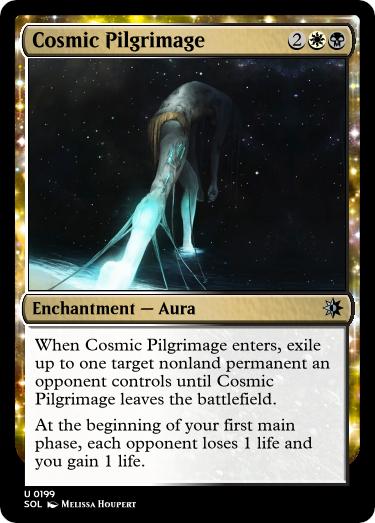 Cosmic Pilgrimage 2
Enchantment — Aura
When Cosmic Pilgrimage enters, exile
up to one target nonland permanent an
opponent controls until Cosmic
Pilgrimage leaves the battlefield.
At the beginning of your first main
phase, each opponent loses 1 life and
you gain 1 life.
U 0199
SOL Melissa Houpert